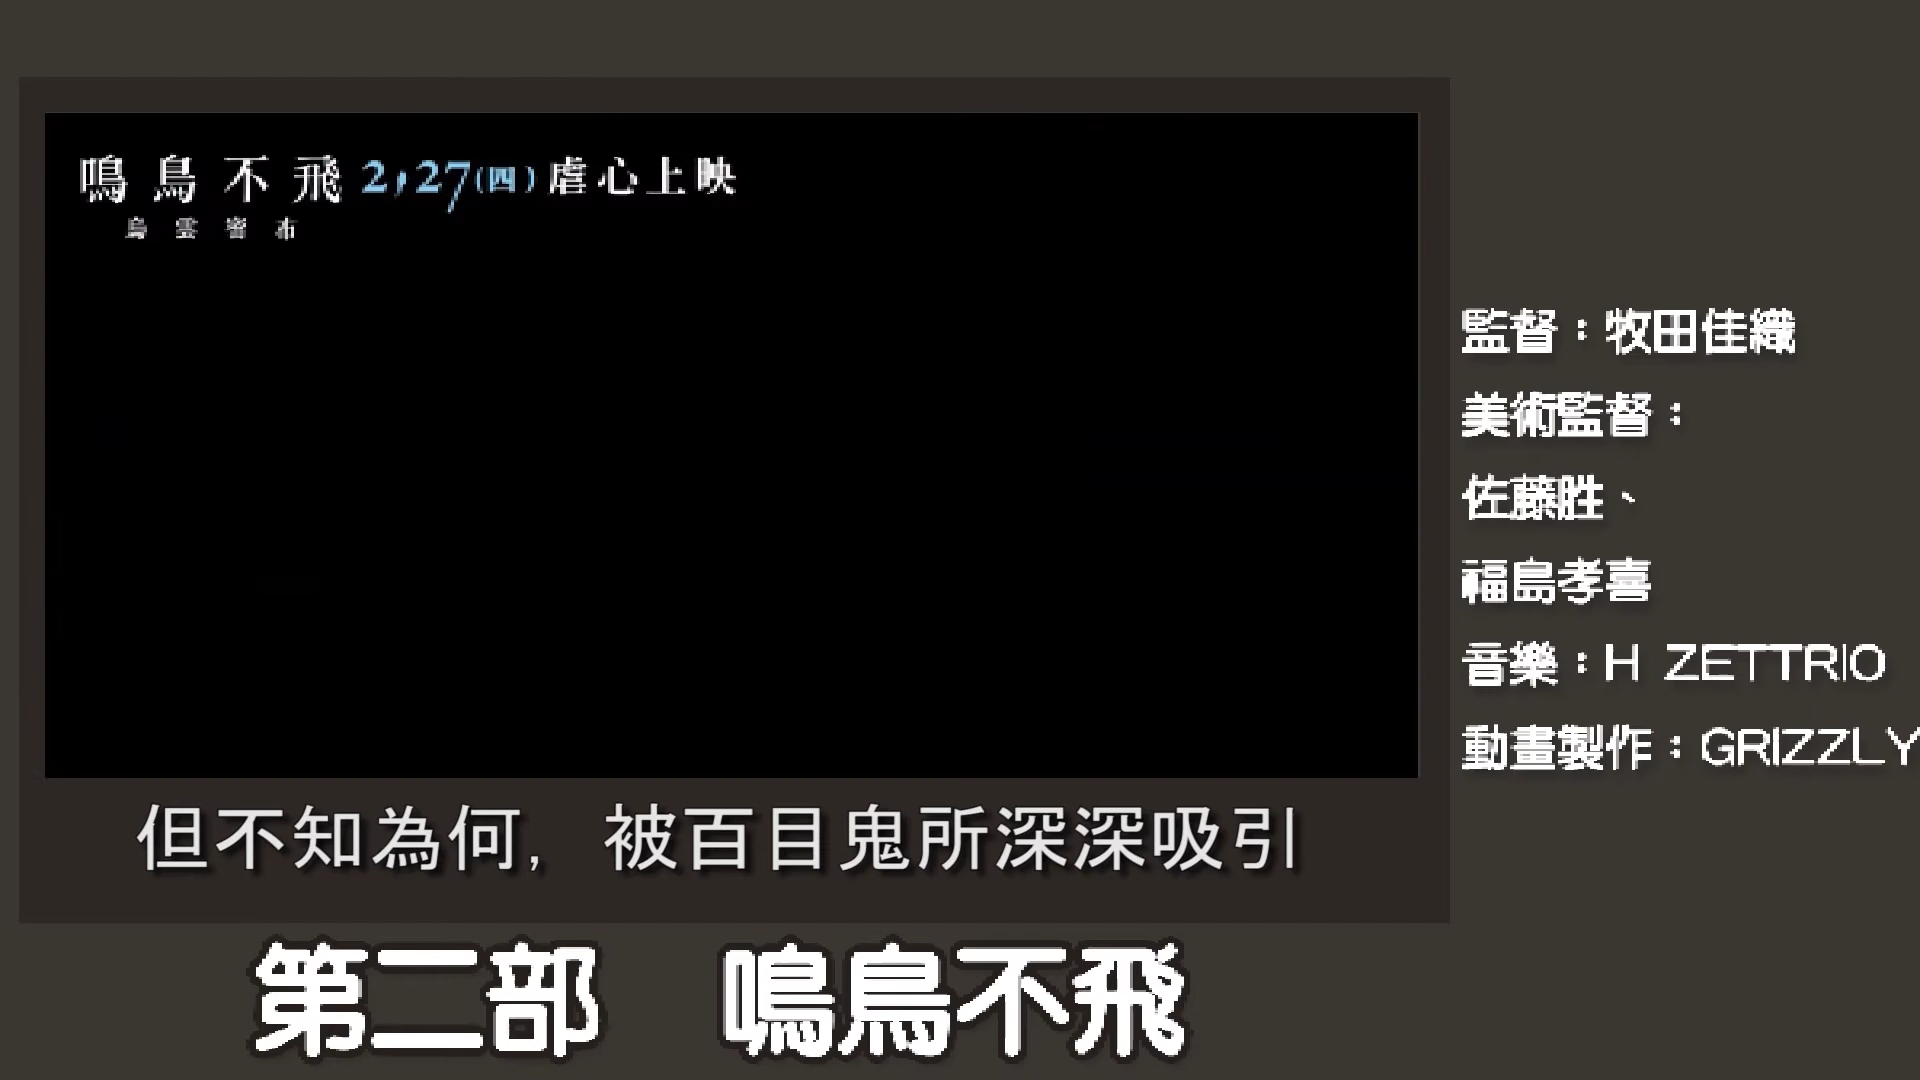 鳴鳥不飛 2,27(四)虐心上映
烏雲密布
監督：牧田佳織
美術監督：
佐藤胜、
福島孝喜
音樂：H ZETTRIO
動畫製作：GRIZZLY
但不知為何, 被百目鬼所深深吸引
第二部 鳴鳥不飛